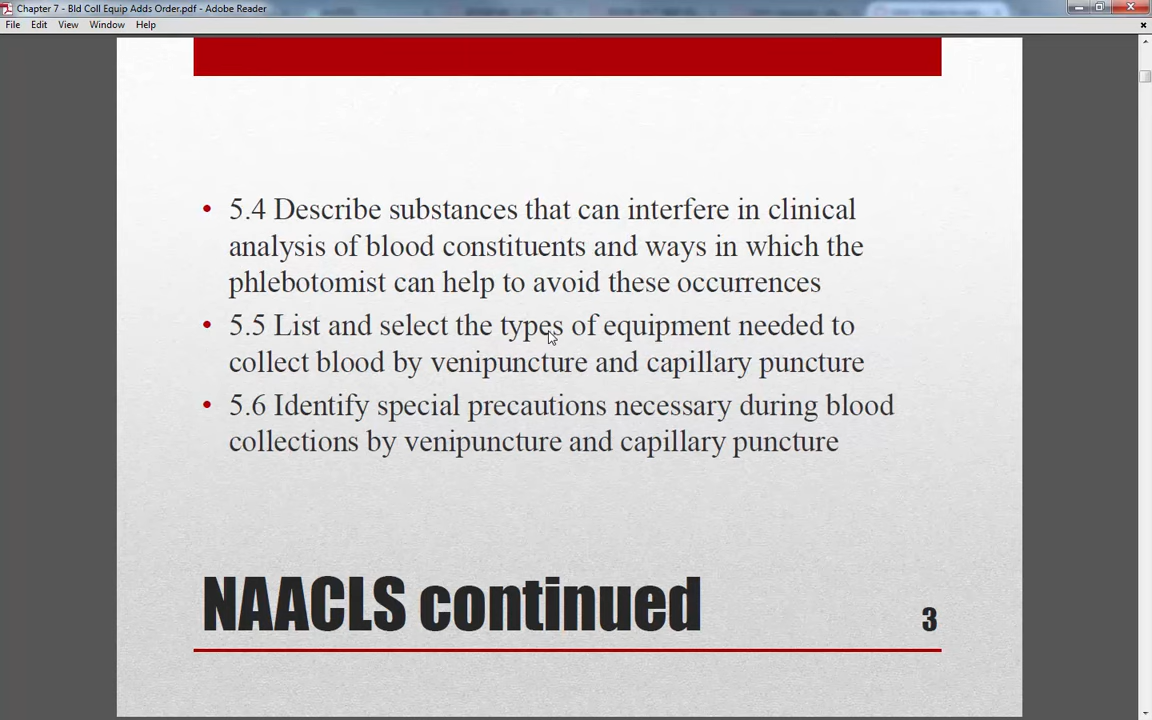 Chapter 7 - Bld Coll Equip Adds Order.pdf - Adobe Reader
File Edit View Window Help
• 5.4 Describe substances that can interfere in clinical
analysis of blood constituents and ways in which the
phlebotomist can help to avoid these occurrences
• 5.5 List and select the types of equipment needed to
collect blood by venipuncture and capillary puncture
• 5.6 Identify special precautions necessary during blood
collections by venipuncture and capillary puncture
NAACLS continued
3